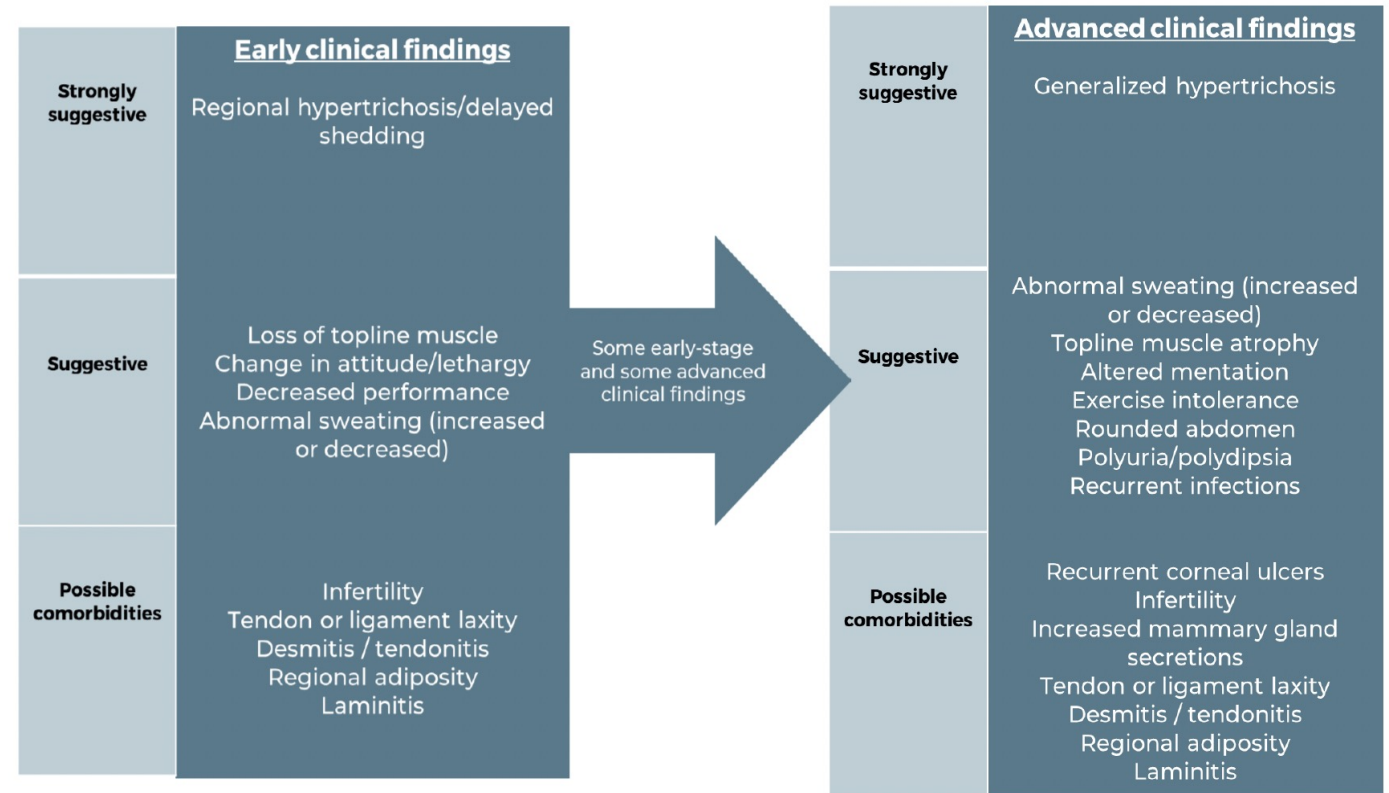 Early clinical findings
Strongly
suggestive
Regional hypertrichosis/delayed
shedding
Suggestive
Loss of topline muscle
Change in attitude/lethargy
Decreased performance
Abnormal sweating (increased
or decreased)
Possible
comorbidities
Infertility
Tendon or ligament laxity
Desmitis / tendonitis
Regional adiposity
Laminitis
Some early-stage
and some advanced
clinical findings
Advanced clinical findings
Strongly
suggestive
Generalized hypertrichosis
Suggestive
Abnormal sweating (increased
or decreased)
Topline muscle atrophy
Altered mentation
Exercise intolerance
Rounded abdomen
Polyuria/polydipsia
Recurrent infections
Possible
comorbidities
Recurrent corneal ulcers
Infertility
Increased mammary gland
secretions
Tendon or ligament laxity
Desmitis / tendonitis
Regional adiposity
Laminitis